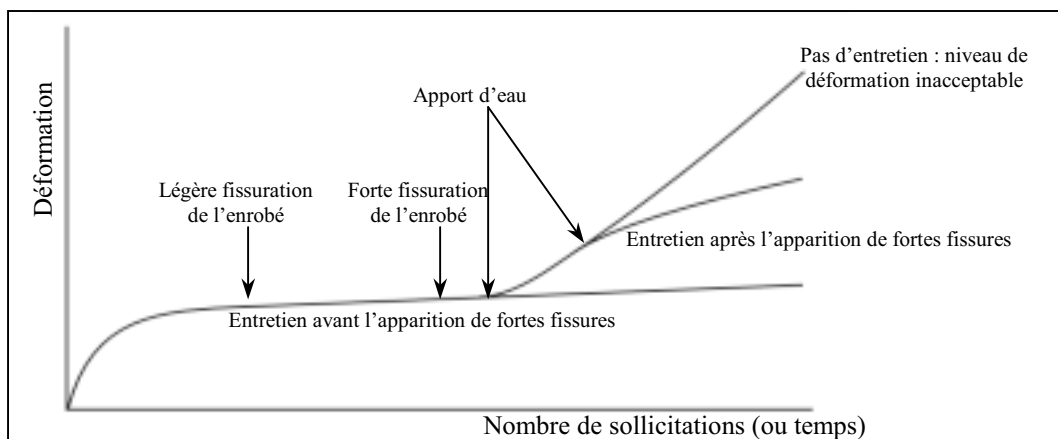 Pas d'entretien : niveau de
déformation inacceptable
Apport d'eau
Déformation
Légère fissuration
de l'enrobé
Forte fissuration
de l'enrobé
Entretien après l'apparition de fortes fissures
Entretien avant l'apparition de fortes fissures
Nombre de sollicitations (ou temps)